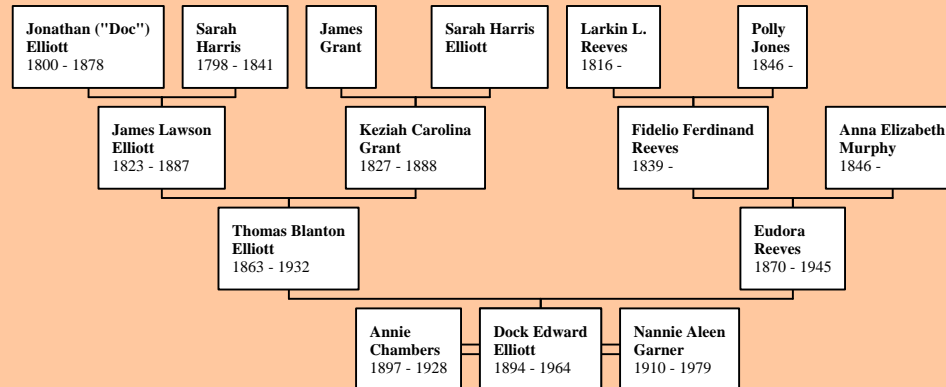 Jonathan ("Doc")
Elliott
1800 - 1878
Sarah
Harris
1798 - 1841
James
Grant
Sarah Harris
Elliott
Larkin L.
Reeves
1816 -
Polly
Jones
1846 -
James Lawson
Elliott
1823 - 1887
Keziah Carolina
Grant
1827 - 1888
Fidelio Ferdinand
Reeves
1839 -
Anna Elizabeth
Murphy
1846 -
Thomas Blanton
Elliott
1863 - 1932
Eudora
Reeves
1870 - 1945
Annie
Chambers
1897 - 1928
Dock Edward
Elliott
1894 - 1964
Nannie Aleen
Garner
1910 - 1979